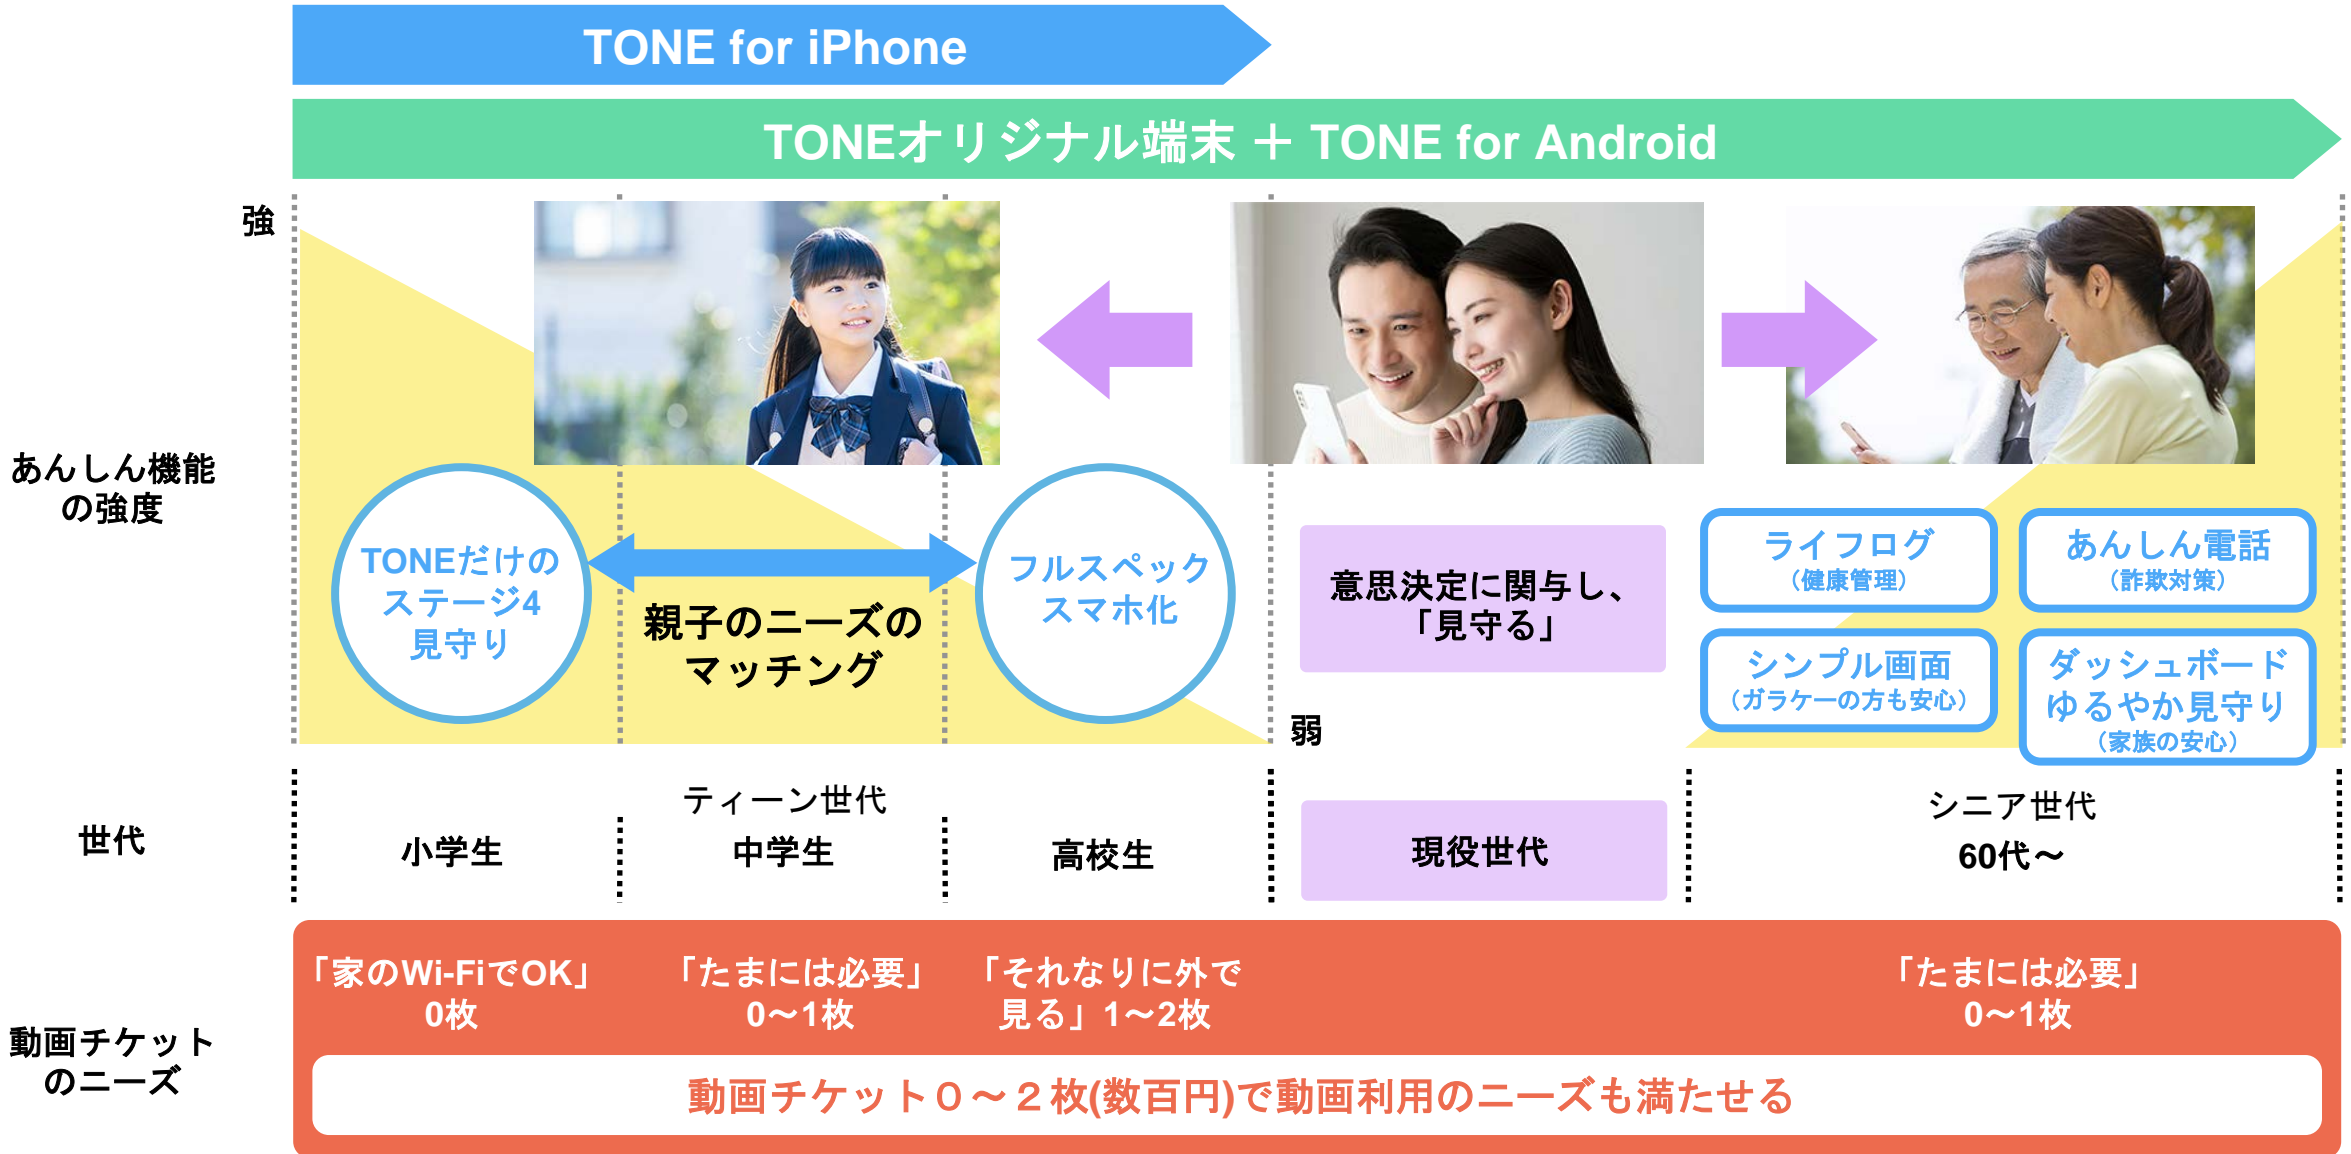 TONE for iPhone
TONEオリジナル端末 ＋ TONE for Android
強
あんしん機能
の強度
TONEだけの
ステージ4
見守り
親子のニーズの
マッチング
フルスペック
スマホ化
意思決定に関与し、
「見守る」
ライフログ
（健康管理）
あんしん電話
（詐欺対策）
シンプル画面
（ガラケーの方も安心）
ダッシュボード
ゆるやか見守り
（家族の安心）
弱
世代
ティーン世代
小学生
中学生
高校生
現役世代
シニア世代
60代～
動画チケット
のニーズ
「家のWi-FiでOK」
0枚
「たまには必要」
0～1枚
「それなりに外で
見る」1～2枚
「たまには必要」
0～1枚
動画チケット０～２枚(数百円)で動画利用のニーズも満たせる